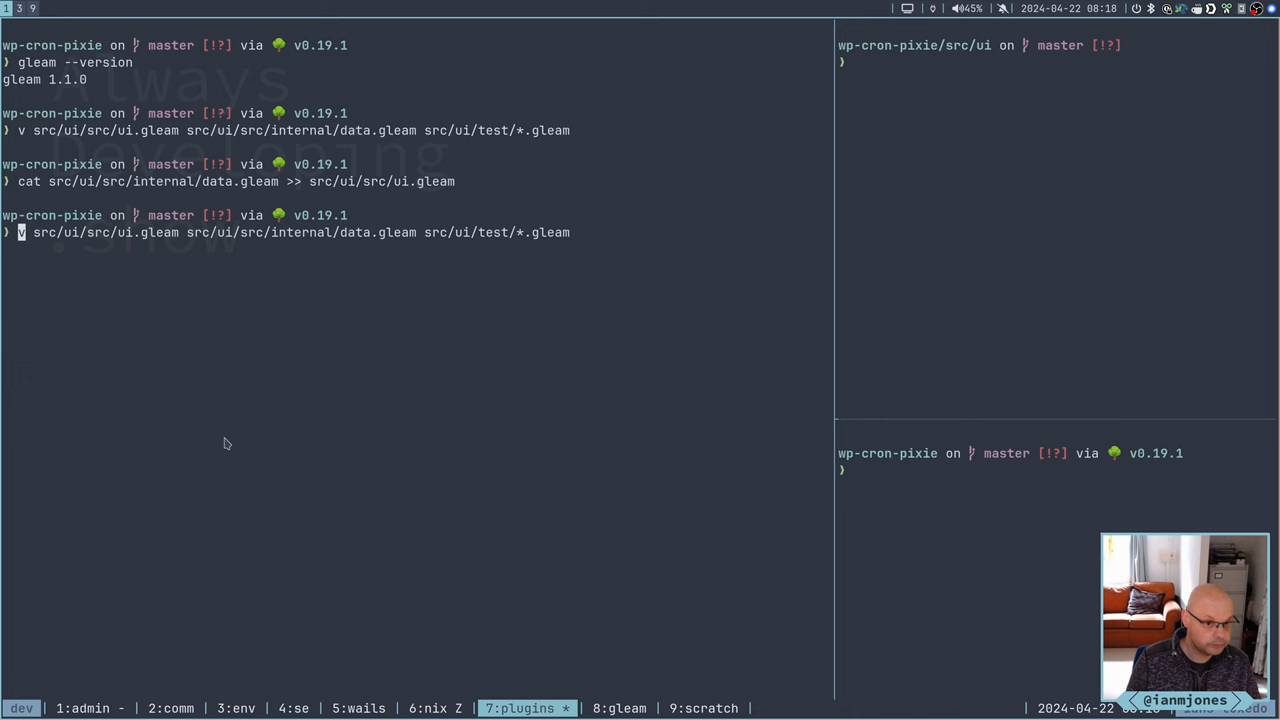 1 3 9
45%
2024-04-22 08:18
wp-cron-pixie on master [!?] via v0.19.1
❯ gleam --version
gleam 1.1.0
wp-cron-pixie on master [!?] via v0.19.1
❯ v src/ui/src/ui.gleam src/ui/src/internal/data.gleam src/ui/test/*.gleam
wp-cron-pixie on master [!?] via v0.19.1
❯ cat src/ui/src/internal/data.gleam >> src/ui/src/ui.gleam
wp-cron-pixie on master [!?] via v0.19.1
❯ v src/ui/src/ui.gleam src/ui/src/internal/data.gleam src/ui/test/*.gleam
Always
Developing
.Show
wp-cron-pixie/src/ui on master [!?]
❯
wp-cron-pixie on master [!?] via v0.19.1
❯
@ianmjones
dev | 1:admin - | 2:comm | 3:env | 4:se | 5:wails | 6:nix Z | 7:plugins * | 8:gleam | 9:scratch |
| 2024-04-22